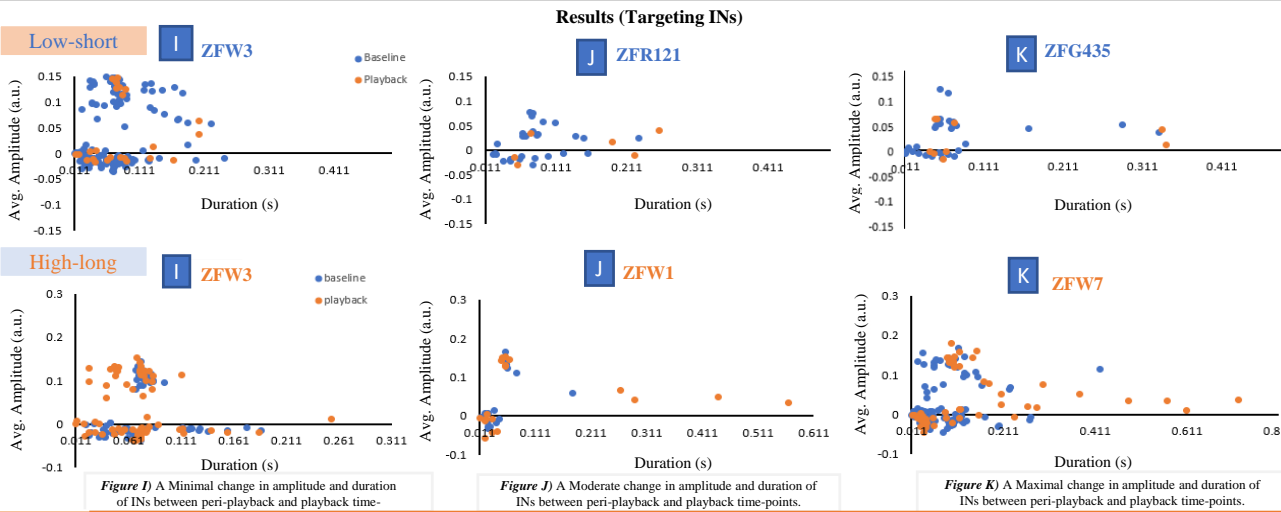 Results (Targeting INs)
Low-short
I
ZFW3
Baseline
Playback
Avg. Amplitude (a.u.)
0.15
0.1
0.05
0
-0.05
-0.1
-0.15
0.011
0.111
0.211
0.311
0.411
Duration (s)
J
ZFR121
Avg. Amplitude (a.u.)
0.15
0.1
0.05
0
-0.05
-0.1
-0.15
0.011
0.111
0.211
0.311
0.411
Duration (s)
K
ZFG435
Avg. Amplitude (a.u.)
0.15
0.1
0.05
0
-0.05
-0.1
-0.15
0.011
0.111
0.211
0.311
0.411
Duration (s)
High-long
I
ZFW3
baseline
playback
Avg. Amplitude (a.u.)
0.3
0.2
0.1
0
-0.1
0.011
0.061
0.111
0.161
0.211
0.261
0.311
Duration (s)
J
ZFW1
Avg. Amplitude (a.u.)
0.3
0.2
0.1
0
-0.1
0.011
0.111
0.211
0.311
0.411
0.511
0.611
Duration (s)
K
ZFW7
Avg. Amplitude (a.u.)
0.3
0.2
0.1
0
-0.1
0.011
0.211
0.411
0.611
0.8
Duration (s)
Figure I) A Minimal change in amplitude and duration
of INs between peri-playback and playback time-
Figure J) A Moderate change in amplitude and duration of
INs between peri-playback and playback time-points.
Figure K) A Maximal change in amplitude and duration of
INs between peri-playback and playback time-points.